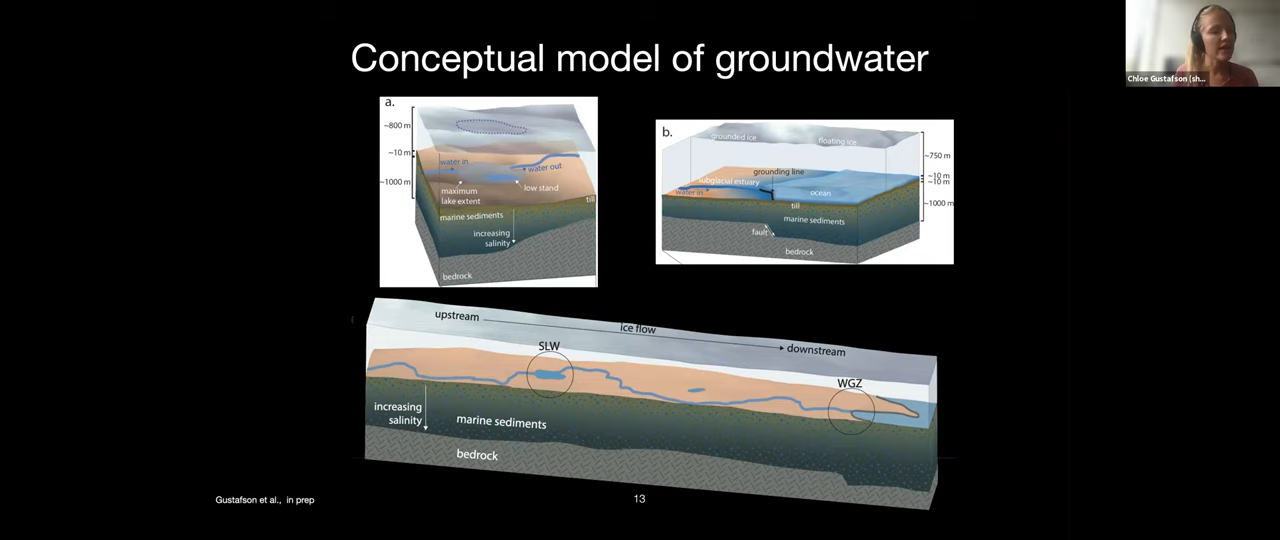 Conceptual model of groundwater
Chloe Gustafson (sh...
a.
~800 m
~10 m
~1000 m
water in
water out
maximum
lake extent
low stand
till
marine sediments
increasing
salinity
bedrock
b.
grounded ice
floating ice
~750 m
grounding line
subglacial estuary
~10 m
~10 m
water in
ocean
till
~1000 m
marine sediments
fault
bedrock
upstream
ice flow
downstream
SLW
WGZ
increasing
salinity
marine sediments
bedrock
Gustafson et al., in prep
13